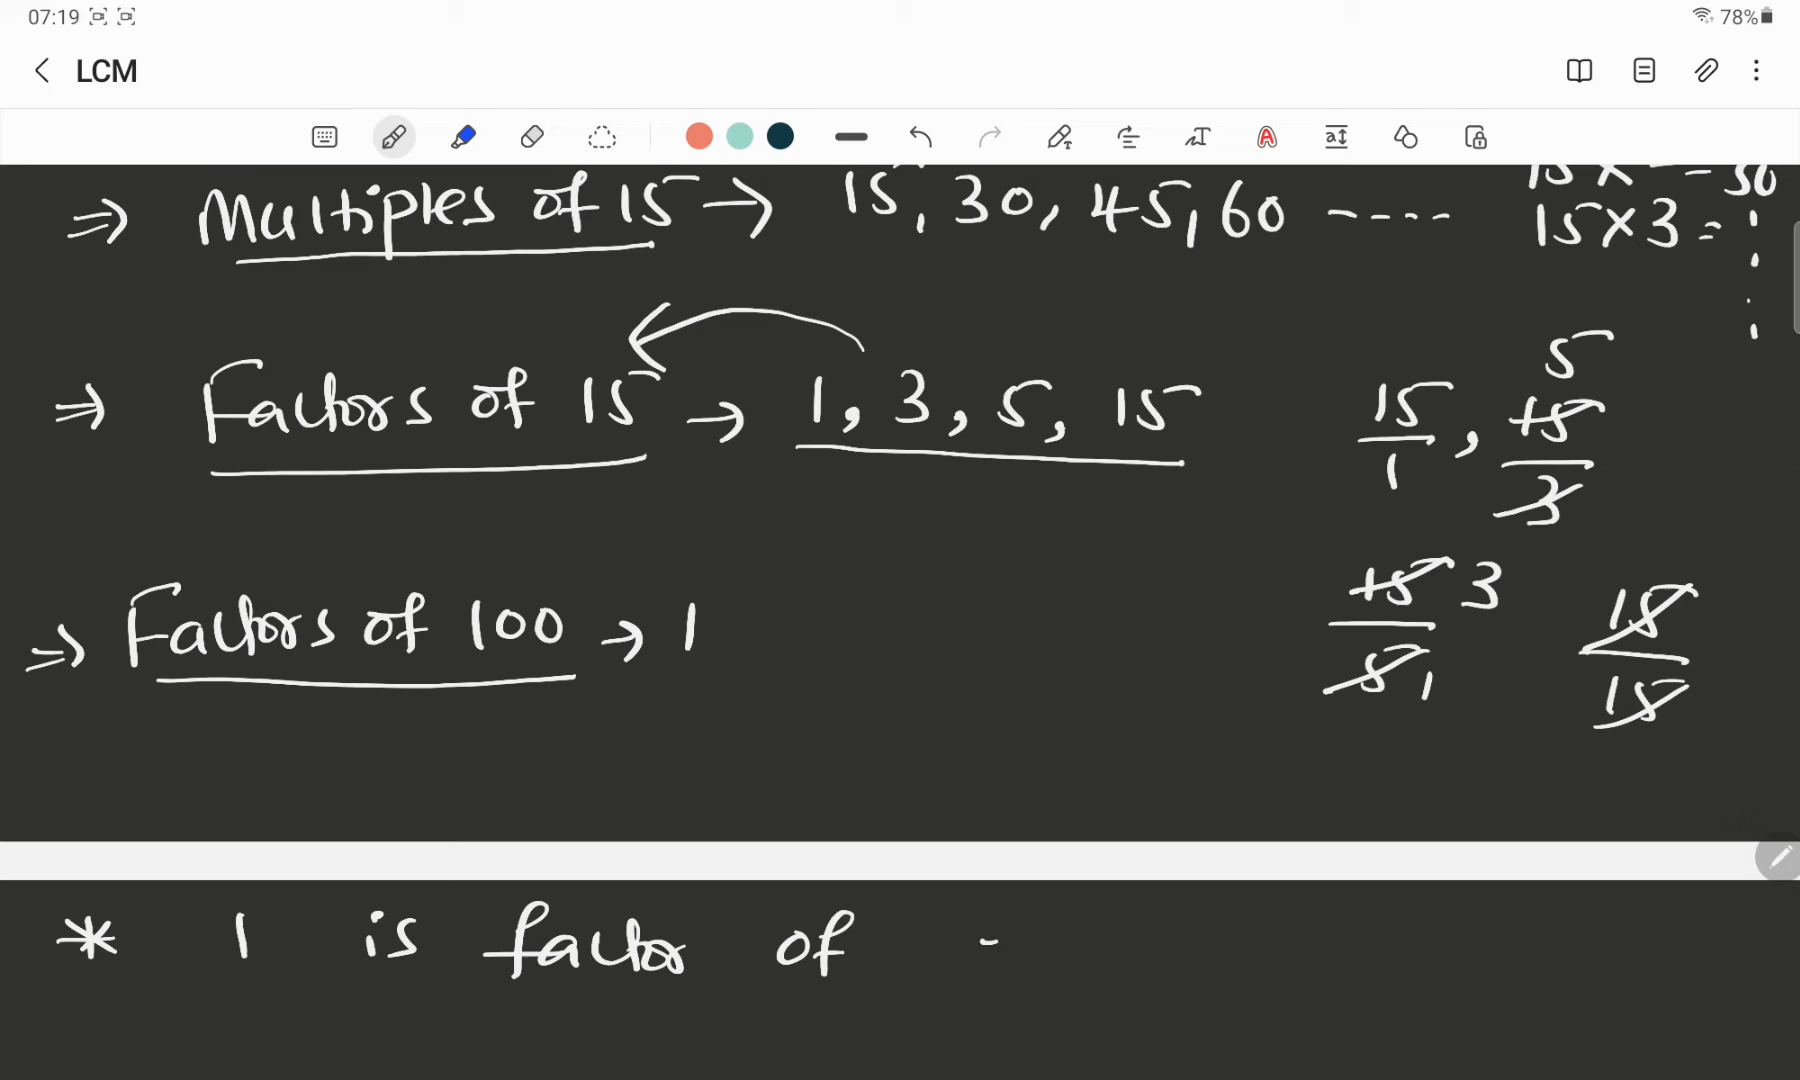 07:19 78%
LCM
⇒ Multiples of 15 → 15, 30, 45, 60 ----
15 × 3 =
⇒ Factors of 15 → 1, 3, 5, 15
15/1 , 15/3 5
⇒ Factors of 100 → 1
15/5 3 1 15/15
* 1 is factor of -